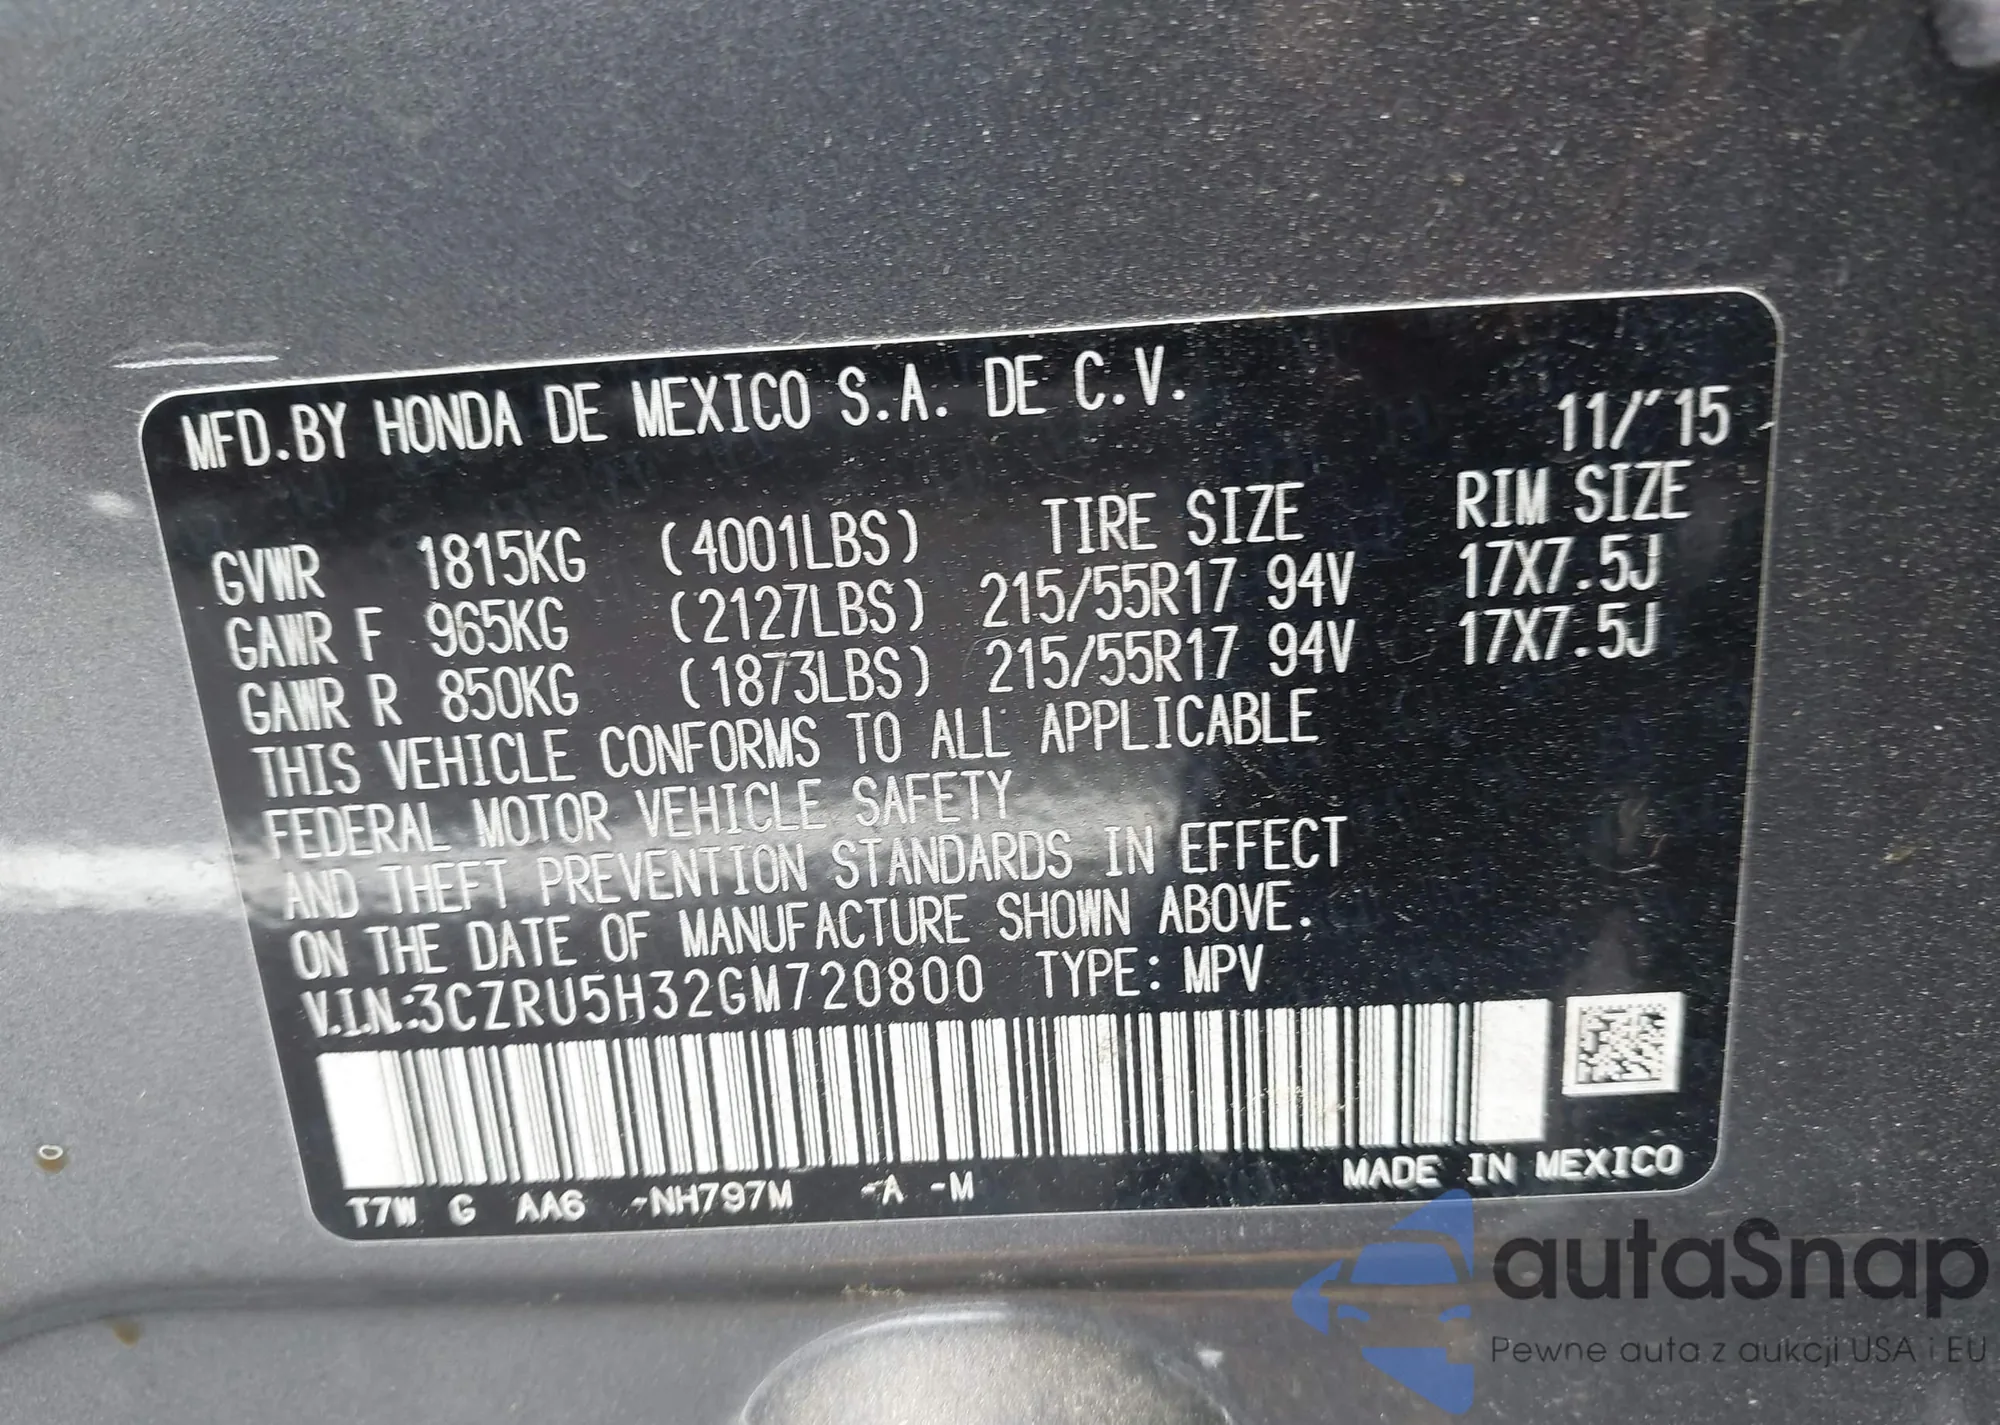 MFD.BY HONDA DE MEXICO S.A. DE C.V.
11/'15
GVWR 1815KG (4001LBS) TIRE SIZE RIM SIZE
GAWR F 965KG (2127LBS) 215/55R17 94V 17X7.5J
GAWR R 850KG (1873LBS) 215/55R17 94V 17X7.5J
THIS VEHICLE CONFORMS TO ALL APPLICABLE
FEDERAL MOTOR VEHICLE SAFETY
AND THEFT PREVENTION STANDARDS IN EFFECT
ON THE DATE OF MANUFACTURE SHOWN ABOVE.
V.I.N.:3CZRU5H32GM720800 TYPE: MPV
T7W G AA6 -NH797M -A -M MADE IN MEXICO
autaSnap
Pewne auta z aukcji USA i EU